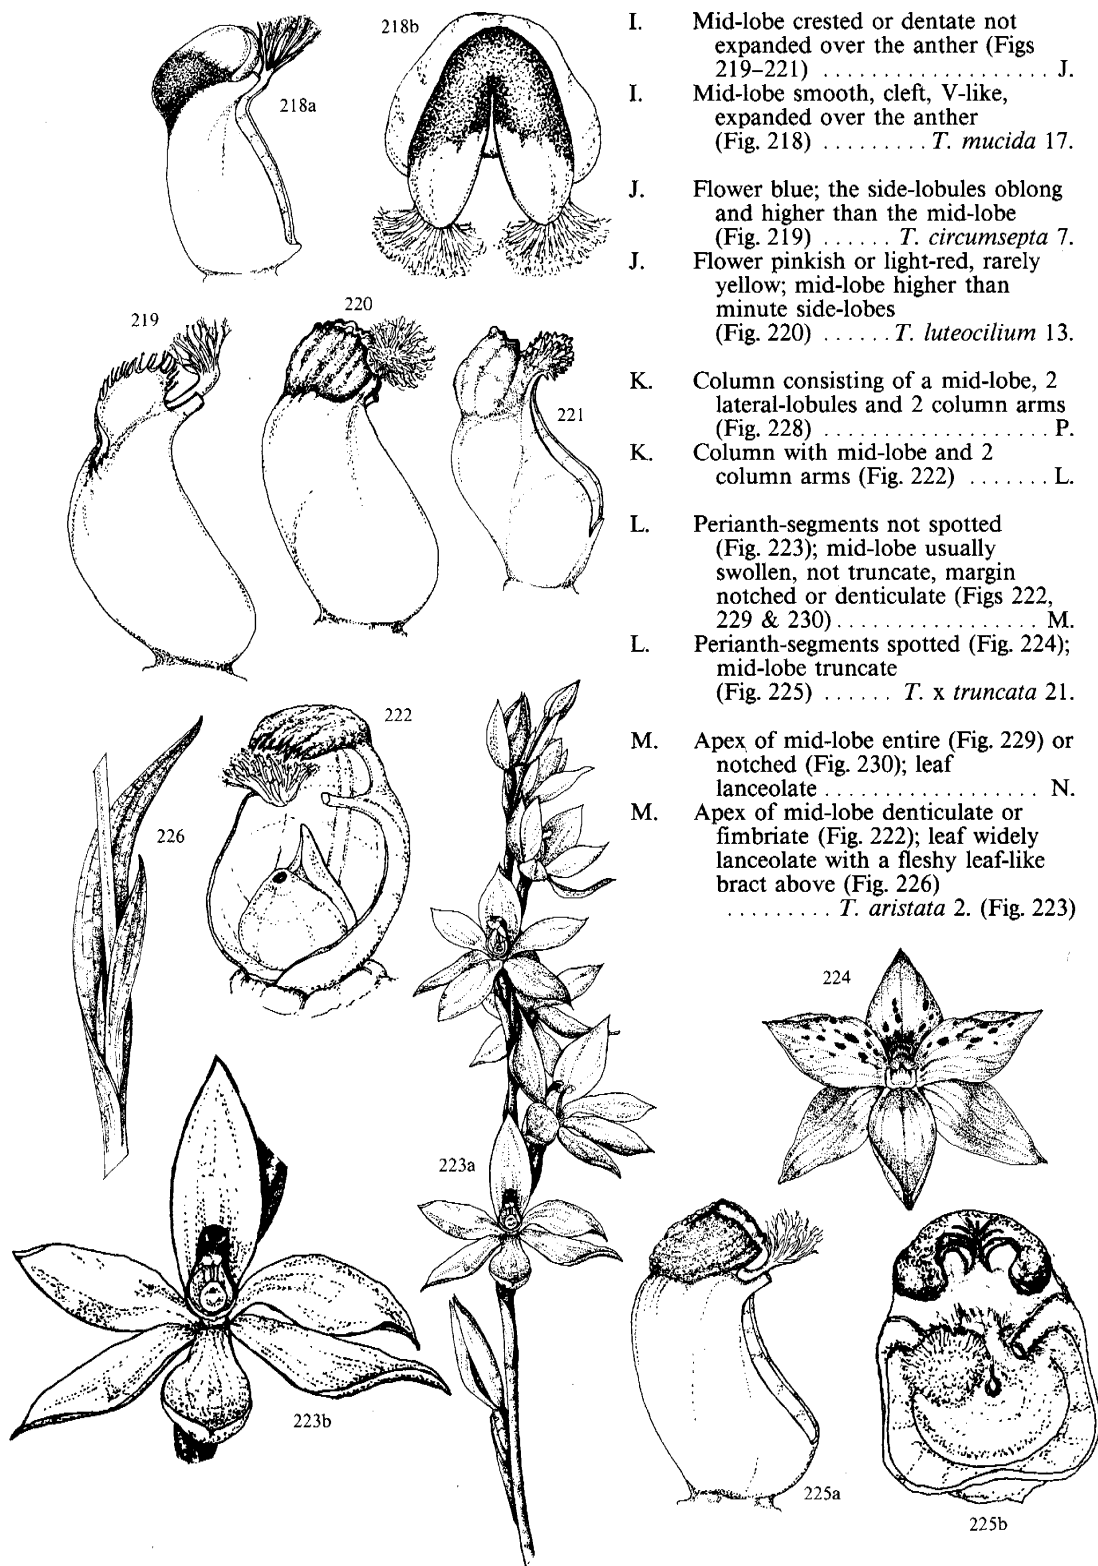 I. Mid-lobe crested or dentate not
expanded over the anther (Figs
219–221) . . . . . . . . . . . . . . . . . . . J.
I. Mid-lobe smooth, cleft, V-like,
expanded over the anther
(Fig. 218) . . . . . . . . . T. mucida 17.
J. Flower blue; the side-lobules oblong
and higher than the mid-lobe
(Fig. 219) . . . . . . T. circumsepta 7.
J. Flower pinkish or light-red, rarely
yellow; mid-lobe higher than
minute side-lobes
(Fig. 220) . . . . . . T. luteocilium 13.
K. Column consisting of a mid-lobe, 2
lateral-lobules and 2 column arms
(Fig. 228) . . . . . . . . . . . . . . . . . . . P.
K. Column with mid-lobe and 2
column arms (Fig. 222) . . . . . . . L.
L. Perianth-segments not spotted
(Fig. 223); mid-lobe usually
swollen, not truncate, margin
notched or denticulate (Figs 222,
229 & 230) . . . . . . . . . . . . . . . . . M.
L. Perianth-segments spotted (Fig. 224);
mid-lobe truncate
(Fig. 225) . . . . . . T. x truncata 21.
M. Apex of mid-lobe entire (Fig. 229) or
notched (Fig. 230); leaf
lanceolate . . . . . . . . . . . . . . . . . . N.
M. Apex of mid-lobe denticulate or
fimbriate (Fig. 222); leaf widely
lanceolate with a fleshy leaf-like
bract above (Fig. 226)
. . . . . . . . . T. aristata 2. (Fig. 223)
218a
218b
219
220
221
222
226
223a
223b
224
225a
225b